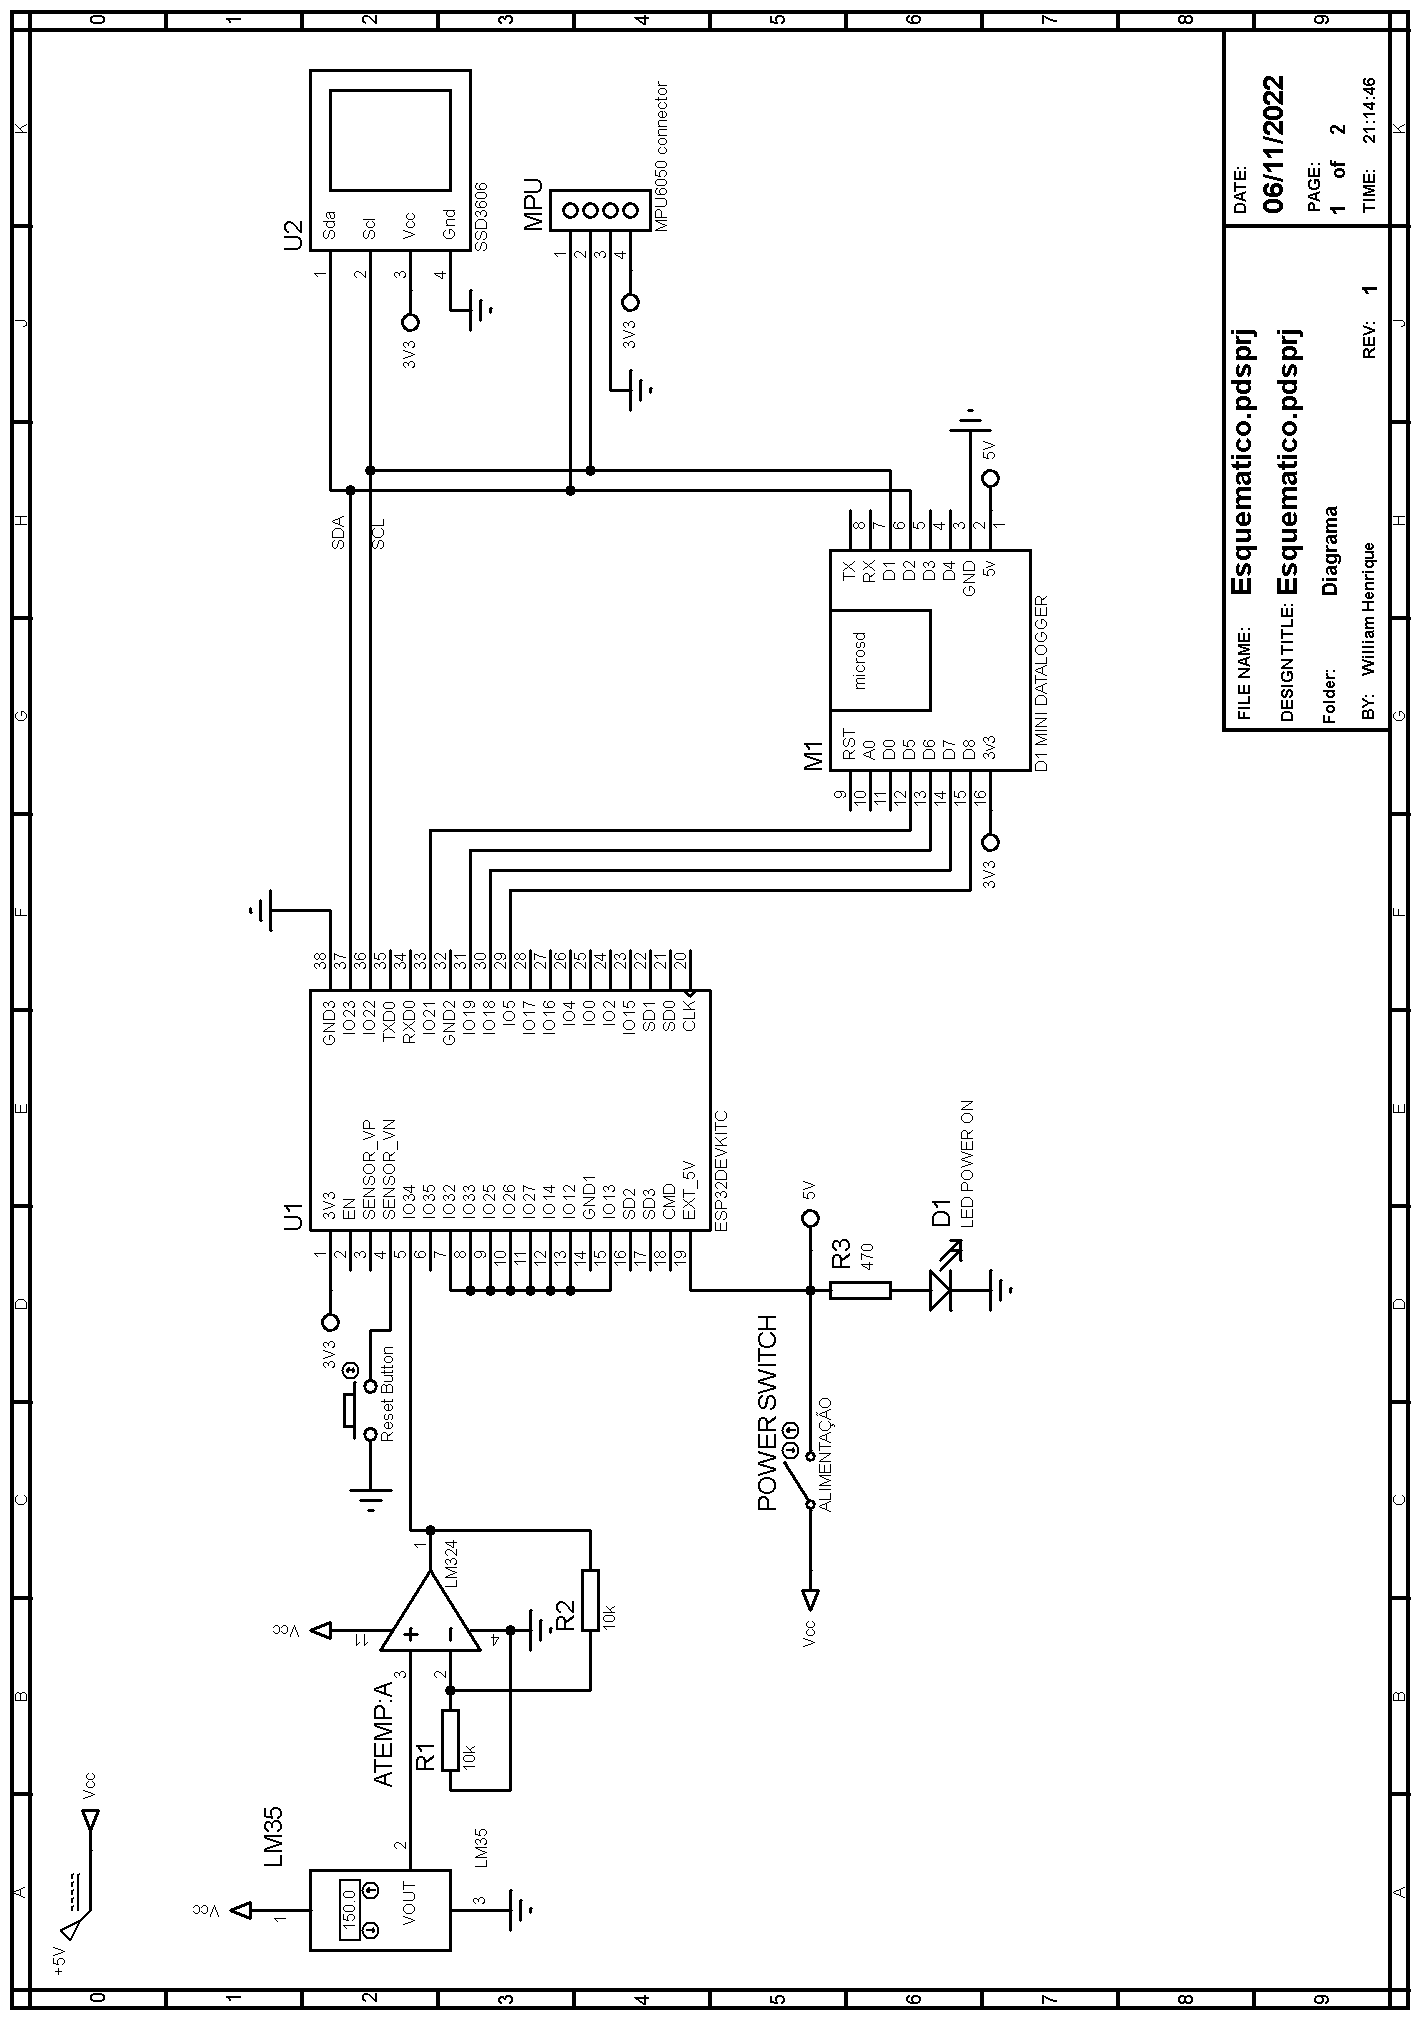 +5V
Vcc
LM35
Vcc
1
150.0
VOUT
2
3
LM35
ATEMP:A
Vcc
11
3
2
4
1
LM324
R1
10k
R2
10k
Reset Button
3V3
U1
ESP32DEVKITC
1 3V3
2 EN
3 SENSOR_VP
4 SENSOR_VN
5 IO34
6 IO35
7 IO32
8 IO33
9 IO25
10 IO26
11 IO27
12 IO14
13 IO12
14 GND1
15 IO13
16 SD2
17 SD3
18 CMD
19 EXT_5V
GND3 38
IO23 37
IO22 36
TXD0 35
RXD0 34
IO21 33
GND2 32
IO19 31
IO18 30
IO5 29
IO17 28
IO16 27
IO4 26
IO0 25
IO2 24
IO15 23
SD1 22
SD0 21
CLK 20
POWER SWITCH
ALIMENTAÇÃO
Vcc
5V
R3
470
D1
LED POWER ON
SDA
SCL
U2
SSD3606
1 Sda
2 Scl
3 Vcc
4 Gnd
3V3
MPU
MPU6050 connector
1
2
3
4
3V3
M1
D1 MINI DATALOGGER
microsd
9 RST
10 A0
11 D0
12 D5
13 D6
14 D7
15 D8
16 3v3
3V3
TX 8
RX 7
D1 6
D2 5
D3 4
D4 3
GND 2
5v 1
5V
FILE NAME: Esquematico.pdsprj
DESIGN TITLE: Esquematico.pdsprj
Folder: Diagrama
BY: William Henrique
REV: 1
DATE:
06/11/2022
PAGE:
1 of 2
TIME: 21:14:46
A B C D E F G H J K
A B C D E F G H J K
0 1 2 3 4 5 6 7 8 9
0 1 2 3 4 5 6 7 8 9